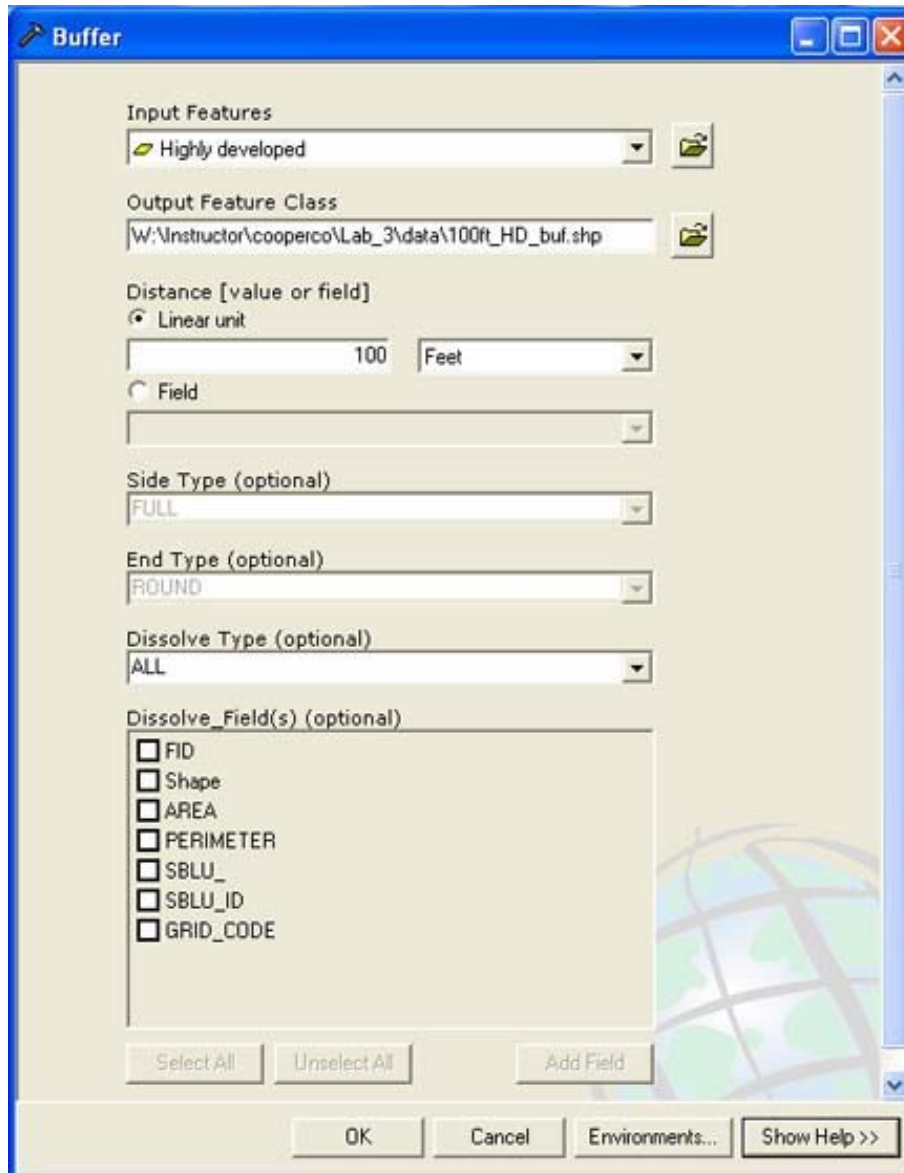 Buffer
Input Features
Highly developed
Output Feature Class
W:\Instructor\cooperco\Lab_3\data\100ft_HD_buf.shp
Distance [value or field]
Linear unit
100 Feet
Field
Side Type (optional)
FULL
End Type (optional)
ROUND
Dissolve Type (optional)
ALL
Dissolve_Field(s) (optional)
FID
Shape
AREA
PERIMETER
SBLU_
SBLU_ID
GRID_CODE
Select All Unselect All Add Field
OK Cancel Environments... Show Help >>